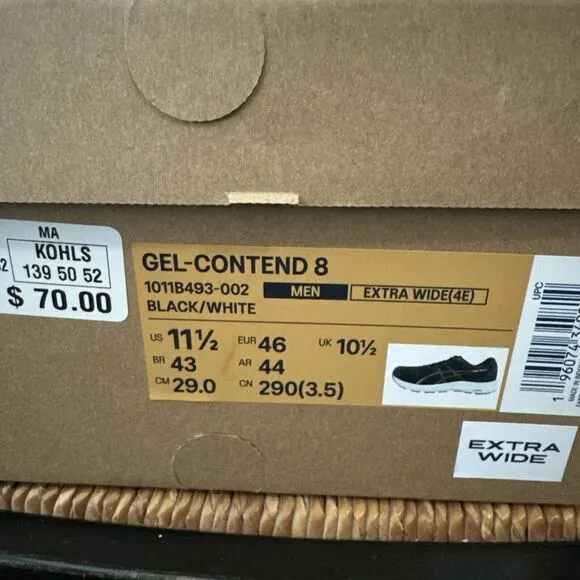 MA
KOHLS
139 50 52
$ 70.00
GEL-CONTEND 8
1011B493-002 MEN EXTRA WIDE(4E)
BLACK/WHITE
US 11½ EUR 46 UK 10½
BR 43 AR 44
CM 29.0 CN 290(3.5)
UPC
EXTRA
WIDE